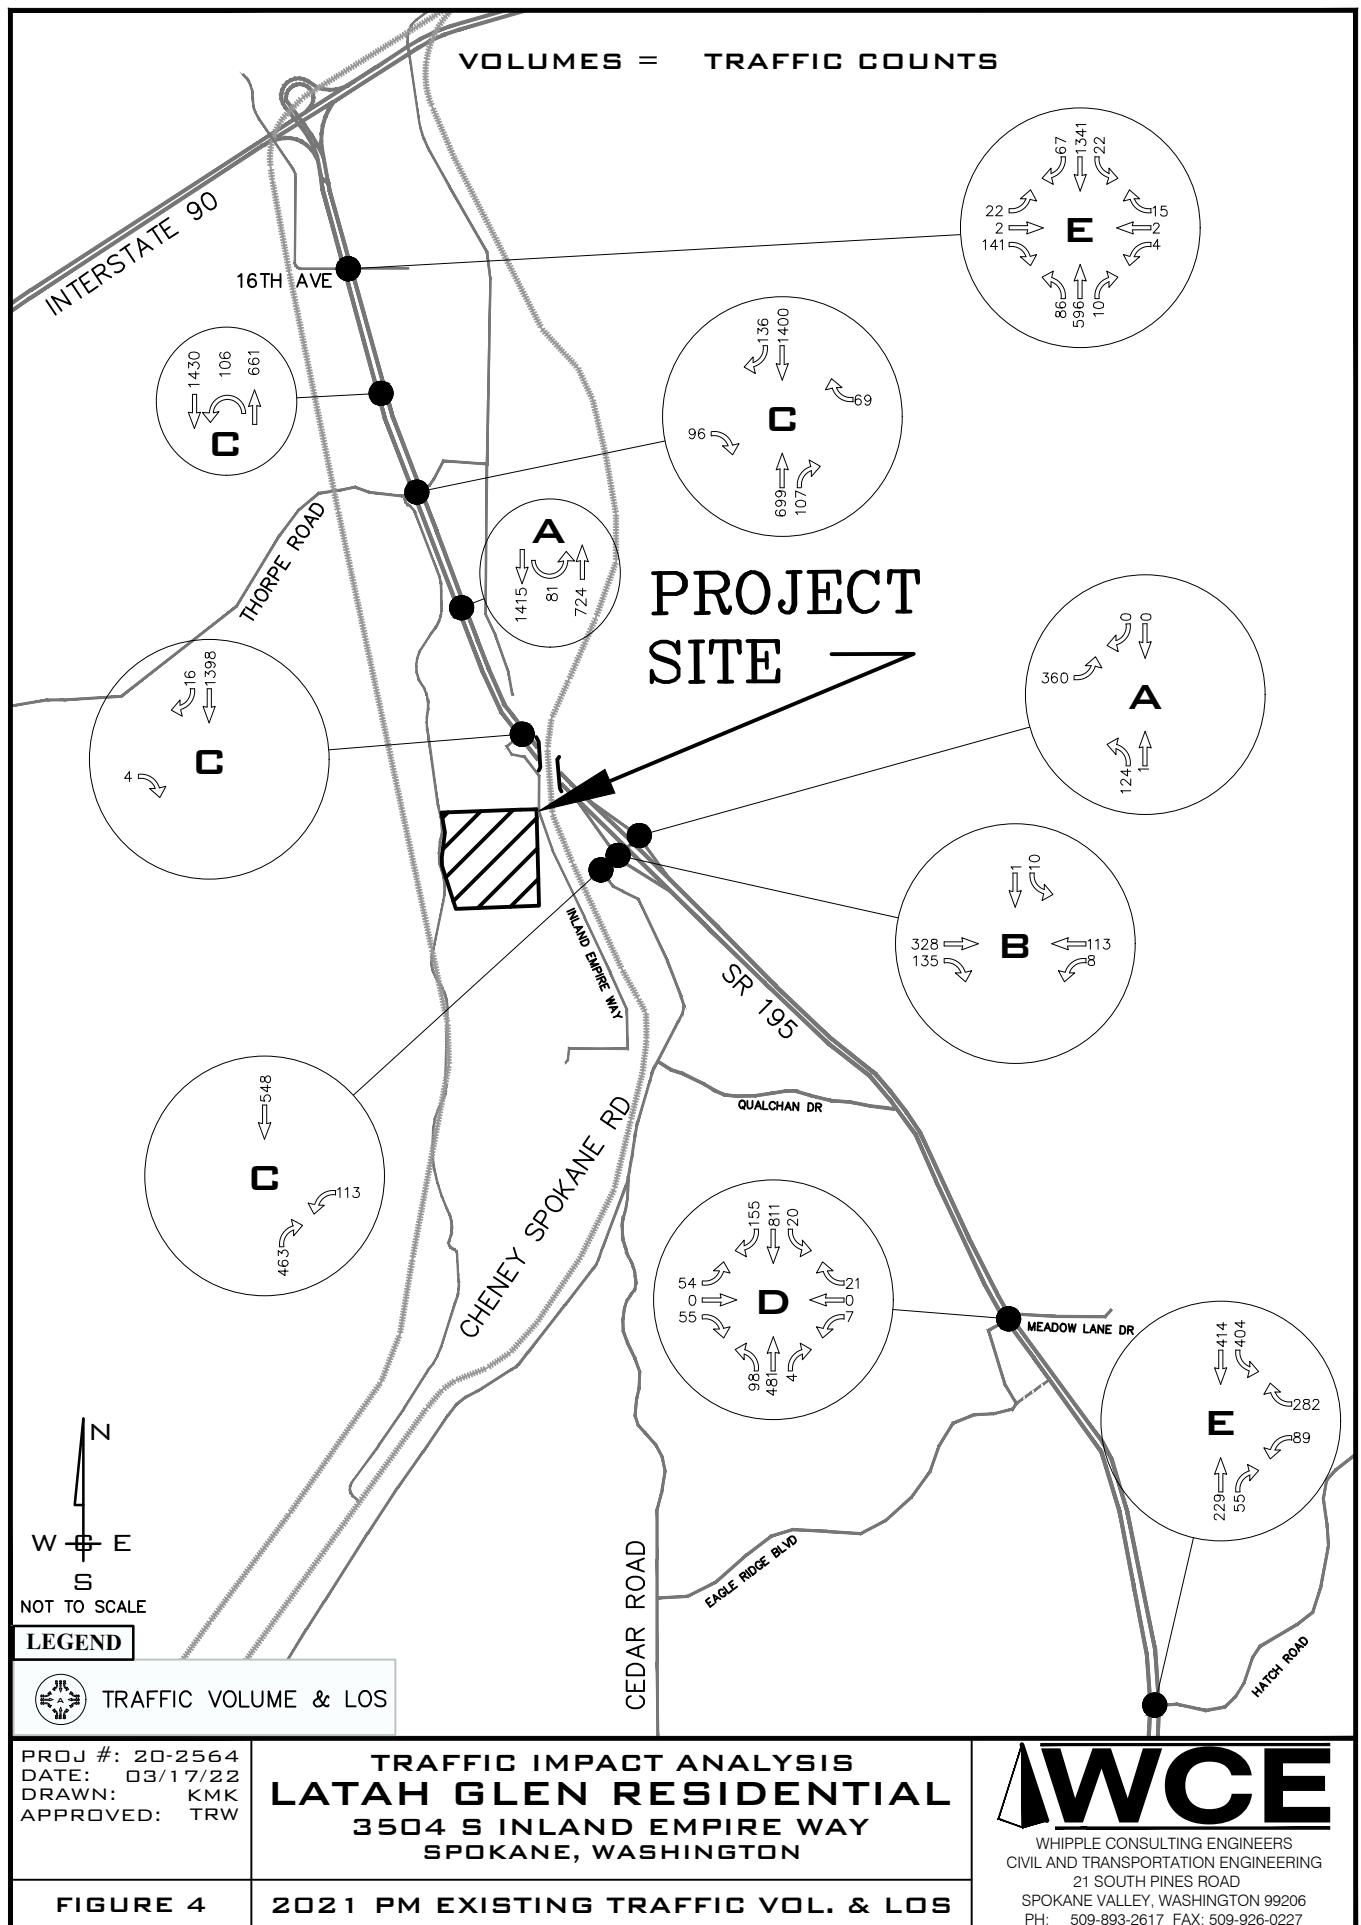 VOLUMES = TRAFFIC COUNTS
INTERSTATE 90
16TH AVE
67
1341
22
22
2
141
15
2
4
86
596
10
E
1430
106
661
C
136
1400
69
96
C
699
107
THORPE ROAD
A
1415
81
724
PROJECT
SITE
16
1398
C
4
0
0
360
A
124
1
1
10
328
135
B
113
8
INLAND EMPIRE WAY
SR 195
548
C
113
463
CHENEY SPOKANE RD
QUALCHAN DR
155
811
20
54
0
55
D
21
0
7
98
481
4
MEADOW LANE DR
414
404
282
E
89
229
55
N
W C E
S
NOT TO SCALE
CEDAR ROAD
EAGLE RIDGE BLVD
HATCH ROAD
LEGEND
A
TRAFFIC VOLUME & LOS
PROJ #: 20-2564
DATE: 03/17/22
DRAWN: KMK
APPROVED: TRW
TRAFFIC IMPACT ANALYSIS
LATAH GLEN RESIDENTIAL
3504 S INLAND EMPIRE WAY
SPOKANE, WASHINGTON
WCE
WHIPPLE CONSULTING ENGINEERS
CIVIL AND TRANSPORTATION ENGINEERING
21 SOUTH PINES ROAD
SPOKANE VALLEY, WASHINGTON 99206
PH: 509-893-2617 FAX: 509-926-0227
FIGURE 4
2021 PM EXISTING TRAFFIC VOL. & LOS